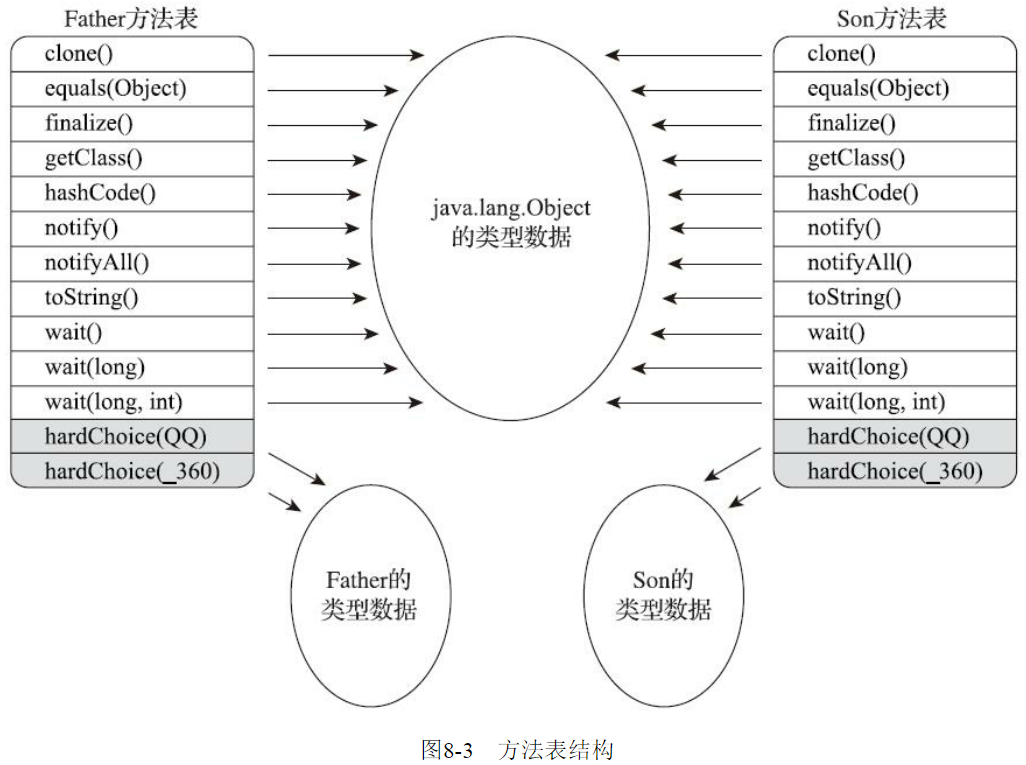 Father方法表
clone()
equals(Object)
finalize()
getClass()
hashCode()
notify()
notifyAll()
toString()
wait()
wait(long)
wait(long, int)
hardChoice(QQ)
hardChoice(_360)
java.lang.Object
的类型数据
Father的
类型数据
Son的
类型数据
Son方法表
clone()
equals(Object)
finalize()
getClass()
hashCode()
notify()
notifyAll()
toString()
wait()
wait(long)
wait(long, int)
hardChoice(QQ)
hardChoice(_360)
图8-3 方法表结构